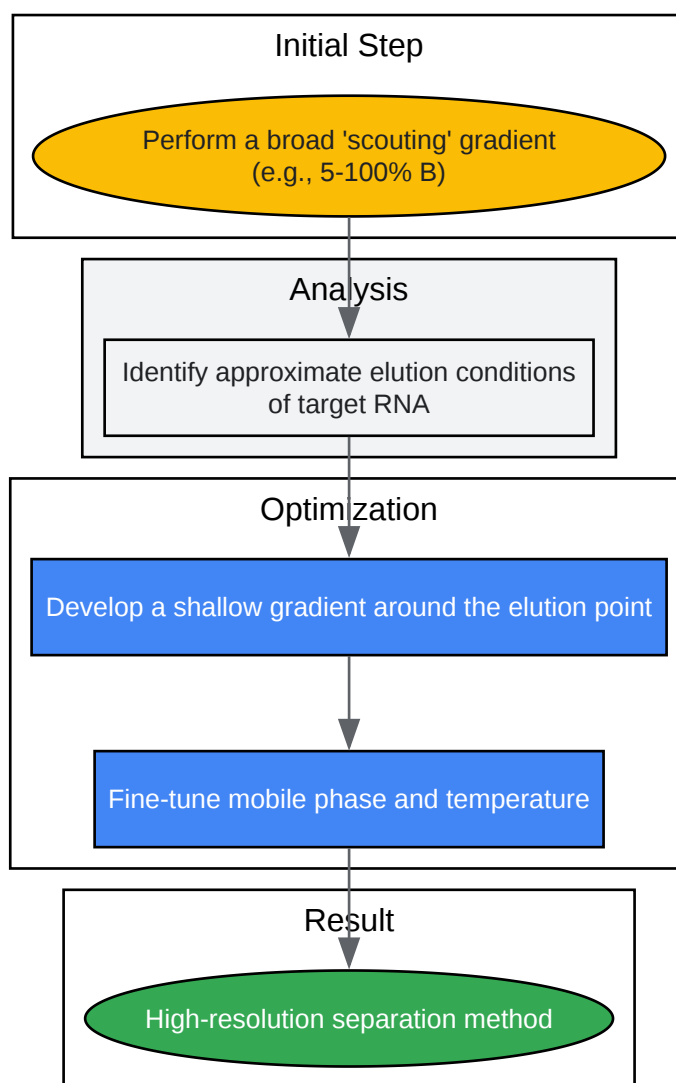 Initial Step
Perform a broad 'scouting' gradient
(e.g., 5-100% B)
Analysis
Identify approximate elution conditions
of target RNA
Optimization
Develop a shallow gradient around the elution point
Fine-tune mobile phase and temperature
Result
High-resolution separation method